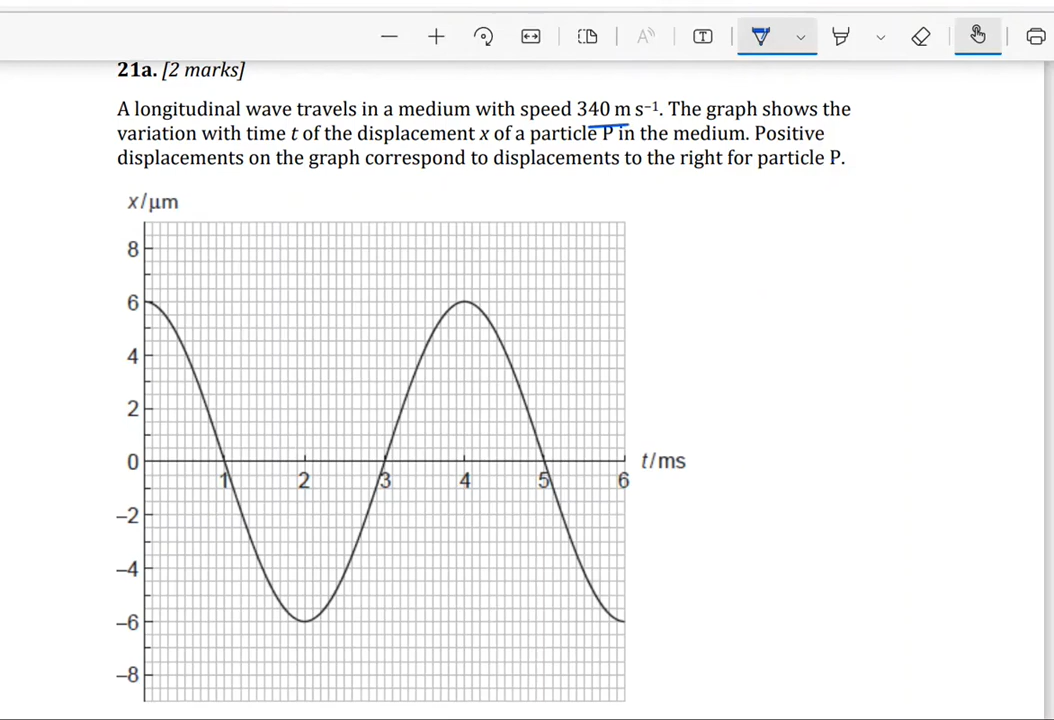 21a. [2 marks]
A longitudinal wave travels in a medium with speed 340 m s⁻¹. The graph shows the
variation with time t of the displacement x of a particle P in the medium. Positive
displacements on the graph correspond to displacements to the right for particle P.
x/μm
8
6
4
2
0
1 2 3 4 5 6 t/ms
−2
−4
−6
−8